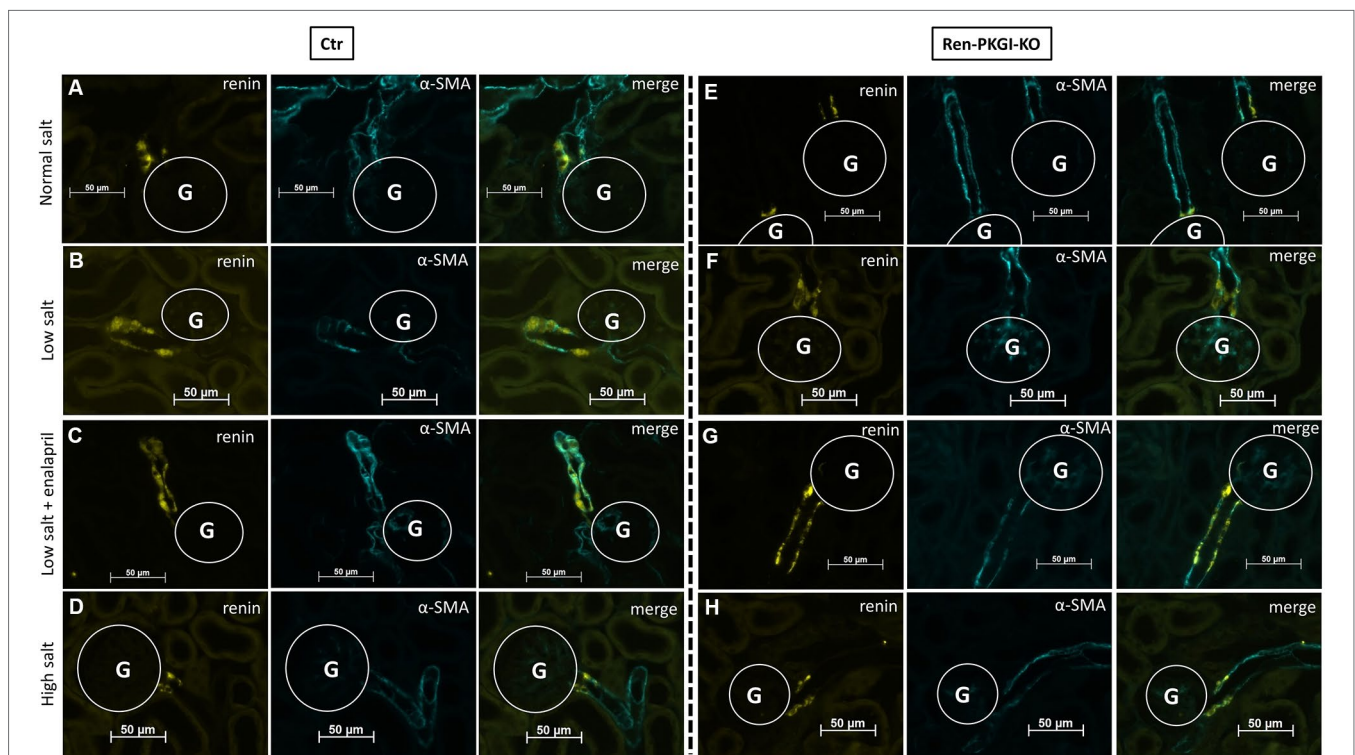 Ctr
Ren-PKGI-KO
Normal salt
A renin α-SMA merge
50 µm 50 µm 50 µm
G G G
E renin α-SMA merge
G G G
50 µm 50 µm 50 µm
G G G
Low salt
B renin α-SMA merge
G G G
50 µm 50 µm 50 µm
F renin α-SMA merge
G G G
50 µm 50 µm 50 µm
Low salt + enalapril
C renin α-SMA merge
G G G
50 µm 50 µm 50 µm
G renin α-SMA merge
G G G
50 µm 50 µm 50 µm
High salt
D renin α-SMA merge
G G G
50 µm 50 µm 50 µm
H renin α-SMA merge
G G G
50 µm 50 µm 50 µm